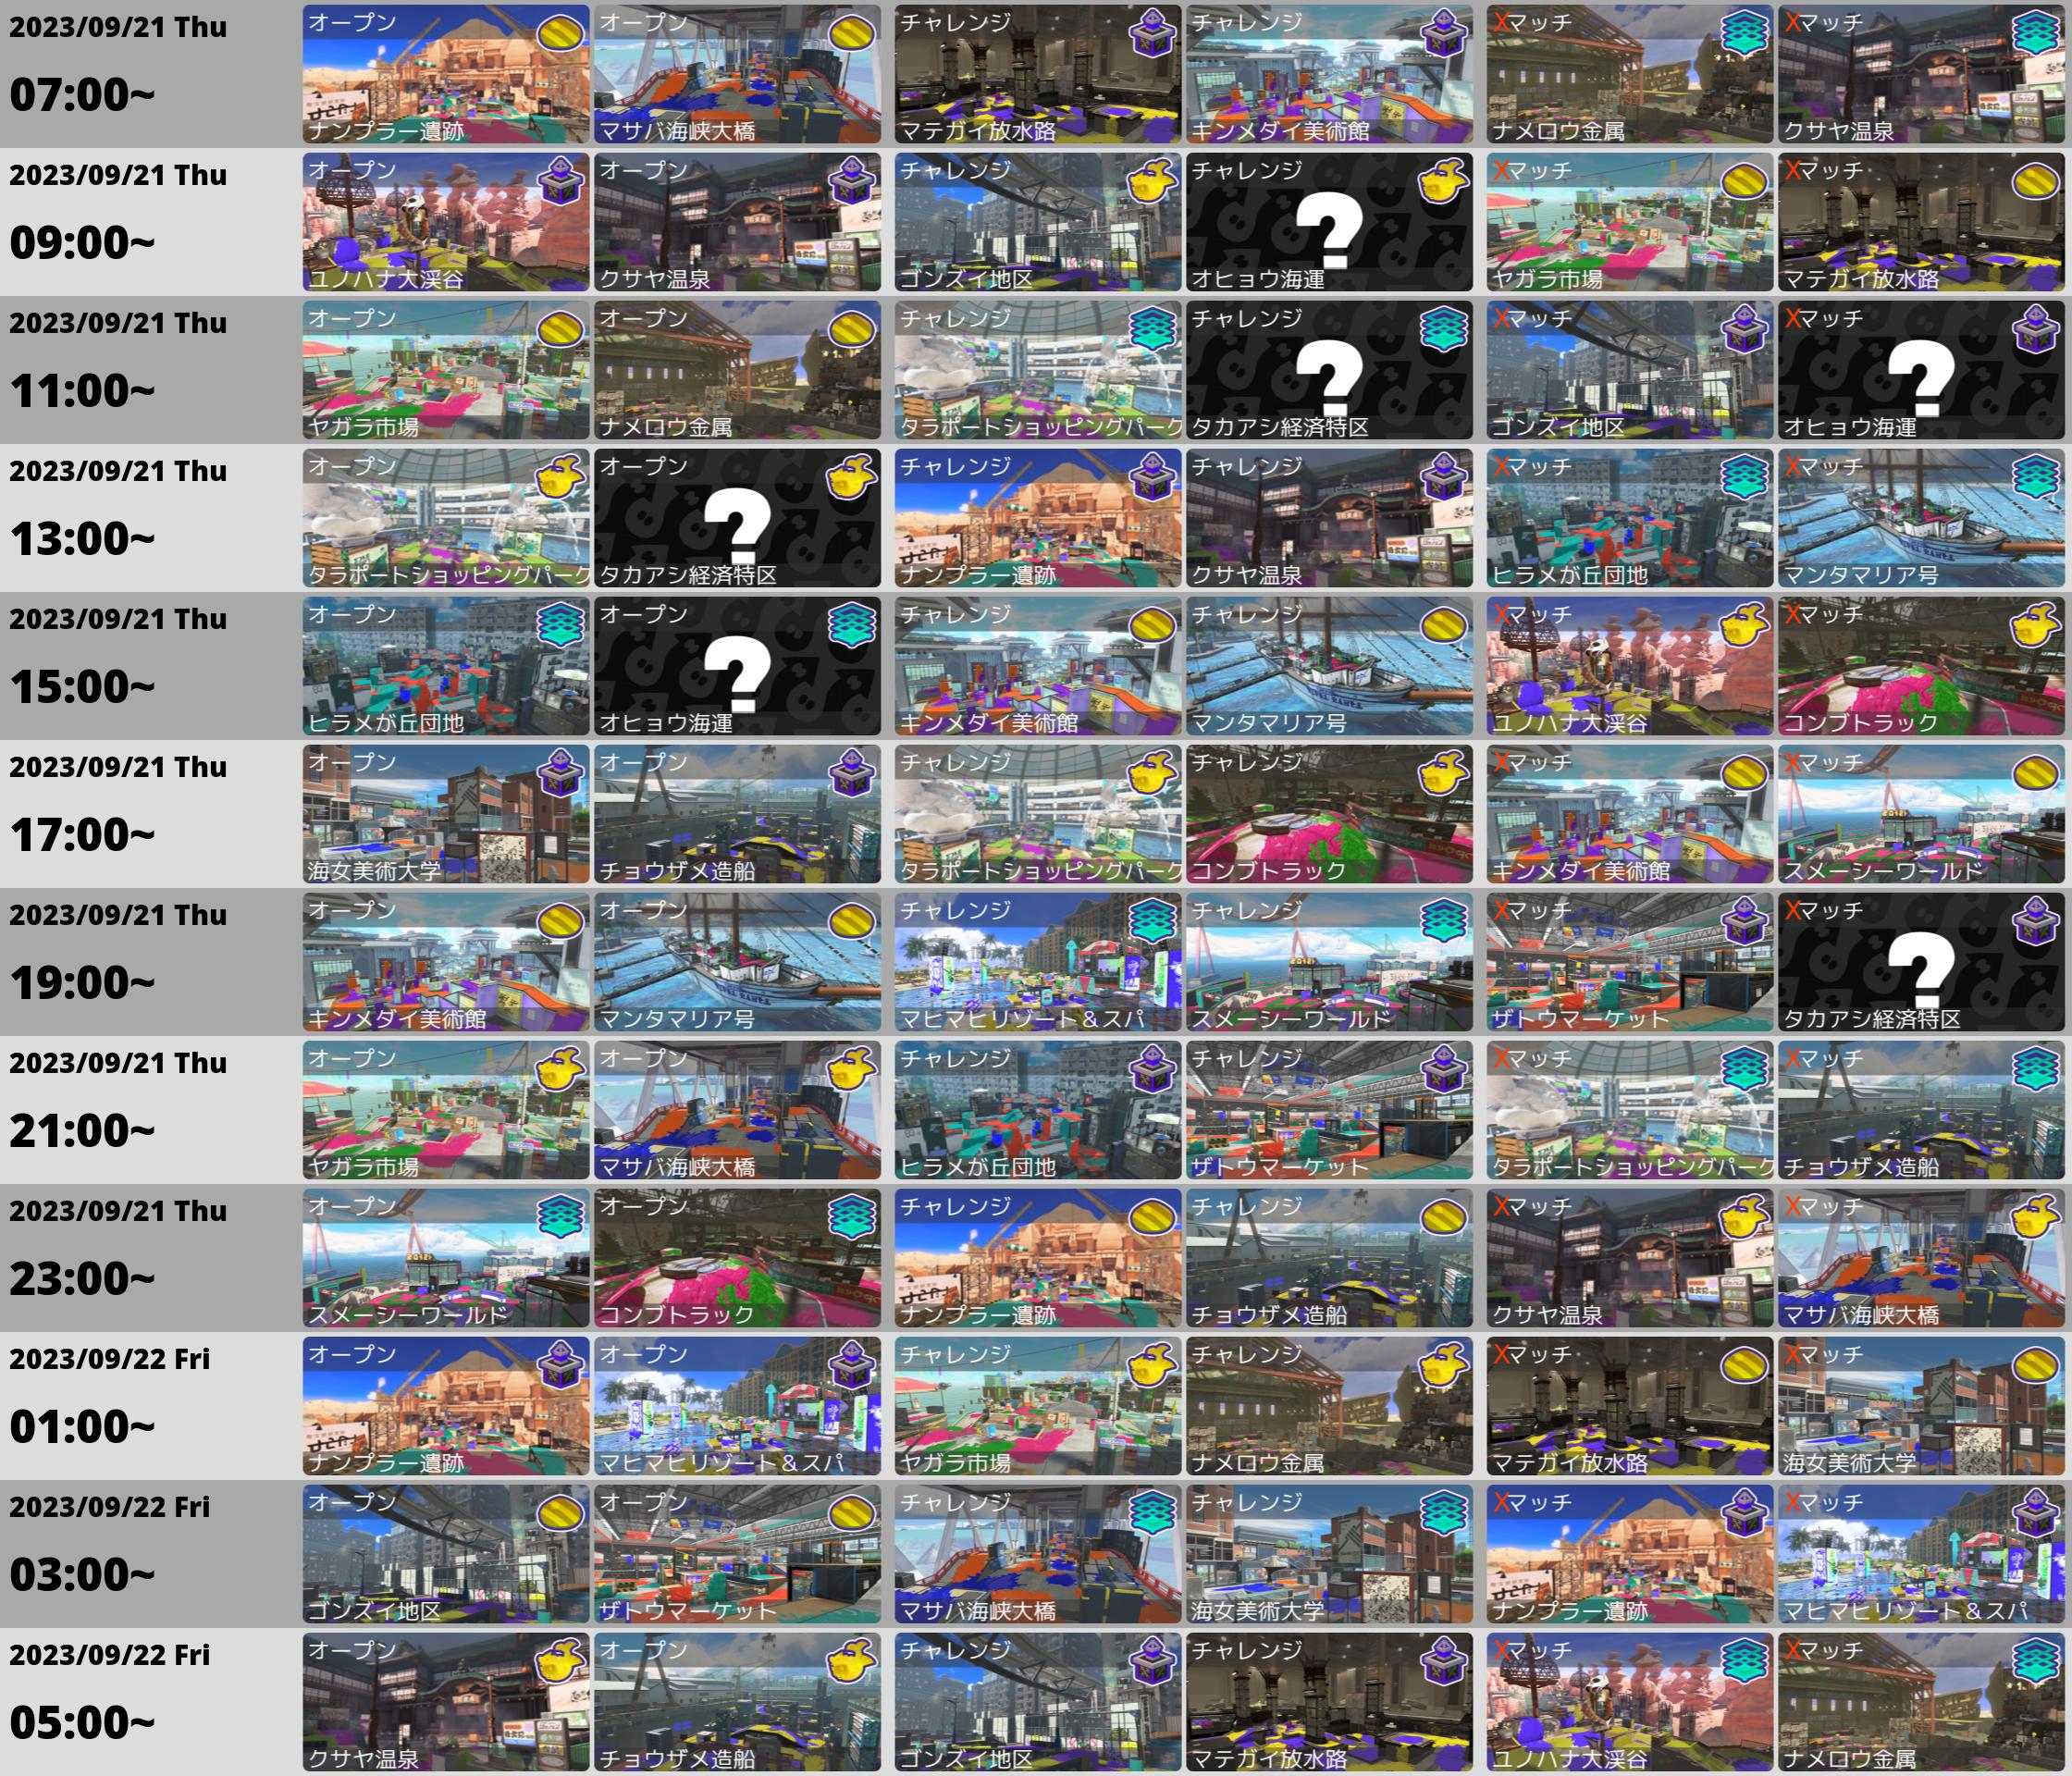 2023/09/21 Thu
07:00~
オープン
ナンプラー遺跡
オープン
マサバ海峡大橋
チャレンジ
マテガイ放水路
チャレンジ
キンメダイ美術館
Xマッチ
ナメロウ金属
Xマッチ
クサヤ温泉
2023/09/21 Thu
09:00~
オープン
ユノハナ大渓谷
オープン
クサヤ温泉
チャレンジ
ゴンズイ地区
チャレンジ
?
オヒョウ海運
Xマッチ
ヤガラ市場
Xマッチ
マテガイ放水路
2023/09/21 Thu
11:00~
オープン
ヤガラ市場
オープン
ナメロウ金属
チャレンジ
タラポートショッピングパーク
チャレンジ
?
タカアシ経済特区
Xマッチ
ゴンズイ地区
Xマッチ
?
オヒョウ海運
2023/09/21 Thu
13:00~
オープン
タラポートショッピングパーク
オープン
?
タカアシ経済特区
チャレンジ
ナンプラー遺跡
チャレンジ
クサヤ温泉
Xマッチ
ヒラメが丘団地
Xマッチ
マンタマリア号
2023/09/21 Thu
15:00~
オープン
ヒラメが丘団地
オープン
?
オヒョウ海運
チャレンジ
キンメダイ美術館
チャレンジ
マンタマリア号
Xマッチ
ユノハナ大渓谷
Xマッチ
コンブトラック
2023/09/21 Thu
17:00~
オープン
海女美術大学
オープン
チョウザメ造船
チャレンジ
タラポートショッピングパーク
チャレンジ
コンブトラック
Xマッチ
キンメダイ美術館
Xマッチ
スメーシーワールド
2023/09/21 Thu
19:00~
オープン
キンメダイ美術館
オープン
マンタマリア号
チャレンジ
マヒマヒリゾート＆スパ
チャレンジ
スメーシーワールド
Xマッチ
ザトウマーケット
Xマッチ
?
タカアシ経済特区
2023/09/21 Thu
21:00~
オープン
ヤガラ市場
オープン
マサバ海峡大橋
チャレンジ
ヒラメが丘団地
チャレンジ
ザトウマーケット
Xマッチ
タラポートショッピングパーク
Xマッチ
チョウザメ造船
2023/09/21 Thu
23:00~
オープン
スメーシーワールド
オープン
コンブトラック
チャレンジ
ナンプラー遺跡
チャレンジ
チョウザメ造船
Xマッチ
クサヤ温泉
Xマッチ
マサバ海峡大橋
2023/09/22 Fri
01:00~
オープン
ナンプラー遺跡
オープン
マヒマヒリゾート＆スパ
チャレンジ
ヤガラ市場
チャレンジ
ナメロウ金属
Xマッチ
マテガイ放水路
Xマッチ
海女美術大学
2023/09/22 Fri
03:00~
オープン
ゴンズイ地区
オープン
ザトウマーケット
チャレンジ
マサバ海峡大橋
チャレンジ
海女美術大学
Xマッチ
ナンプラー遺跡
Xマッチ
マヒマヒリゾート＆スパ
2023/09/22 Fri
05:00~
オープン
クサヤ温泉
オープン
チョウザメ造船
チャレンジ
ゴンズイ地区
チャレンジ
マテガイ放水路
Xマッチ
ユノハナ大渓谷
Xマッチ
ナメロウ金属